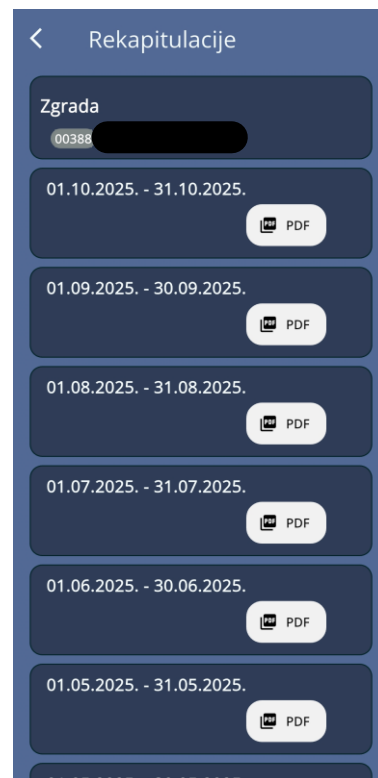 Rekapitulacije
Zgrada
00388
01.10.2025. - 31.10.2025.
PDF
01.09.2025. - 30.09.2025.
PDF
01.08.2025. - 31.08.2025.
PDF
01.07.2025. - 31.07.2025.
PDF
01.06.2025. - 30.06.2025.
PDF
01.05.2025. - 31.05.2025.
PDF